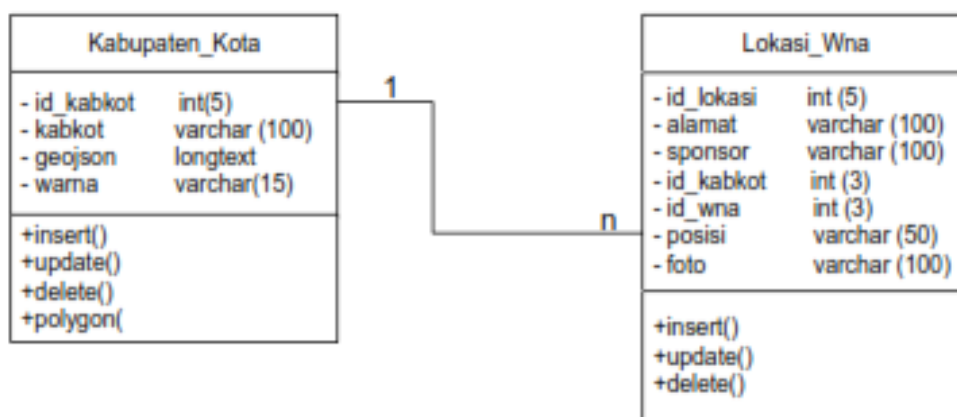 Kabupaten_Kota
- id_kabkot int(5)
- kabkot varchar (100)
- geojson longtext
- warna varchar(15)
+insert()
+update()
+delete()
+polygon(
1
n
Lokasi_Wna
- id_lokasi int (5)
- alamat varchar (100)
- sponsor varchar (100)
- id_kabkot int (3)
- id_wna int (3)
- posisi varchar (50)
- foto varchar (100)
+insert()
+update()
+delete()